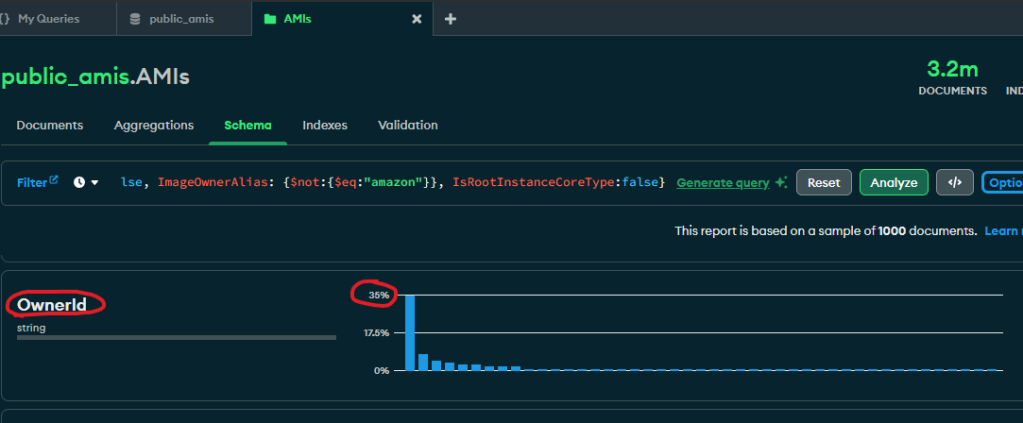 {} My Queries
public_amis
AMIs
public_amis.AMIs
3.2m
DOCUMENTS
IND
Documents
Aggregations
Schema
Indexes
Validation
Filter
lse, ImageOwnerAlias: {$not:{$eq:"amazon"}}, IsRootInstanceCoreType:false}
Generate query
Reset
Analyze
</>
Optio
This report is based on a sample of 1000 documents. Learn
OwnerId
string
35%
17.5%
0%